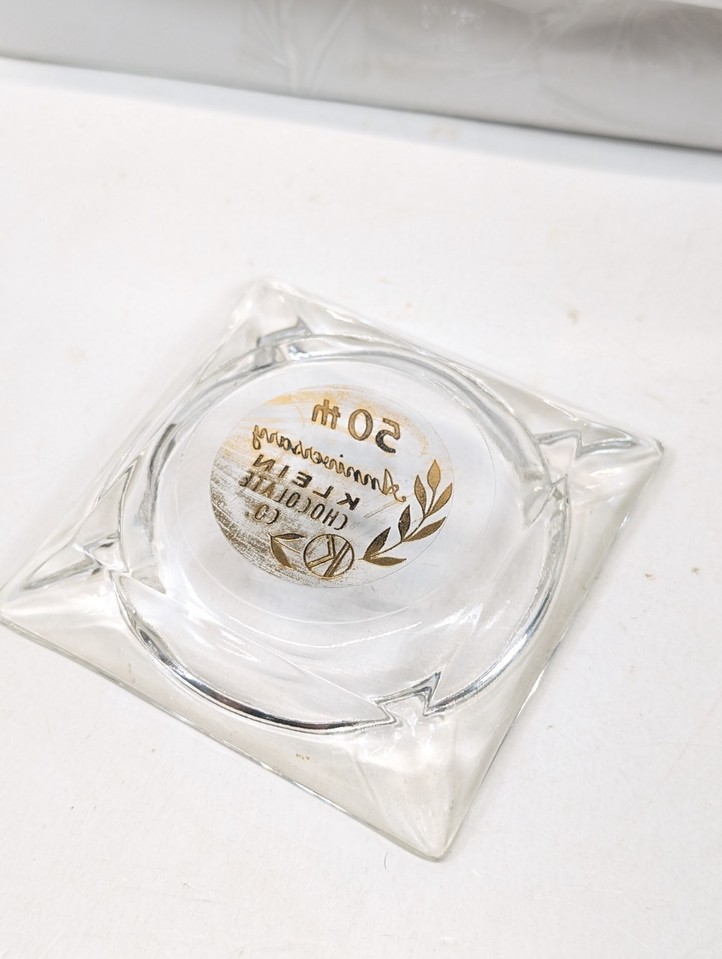 50th
Anniversary
KLEIN
CHOCOLATE
CO.
K